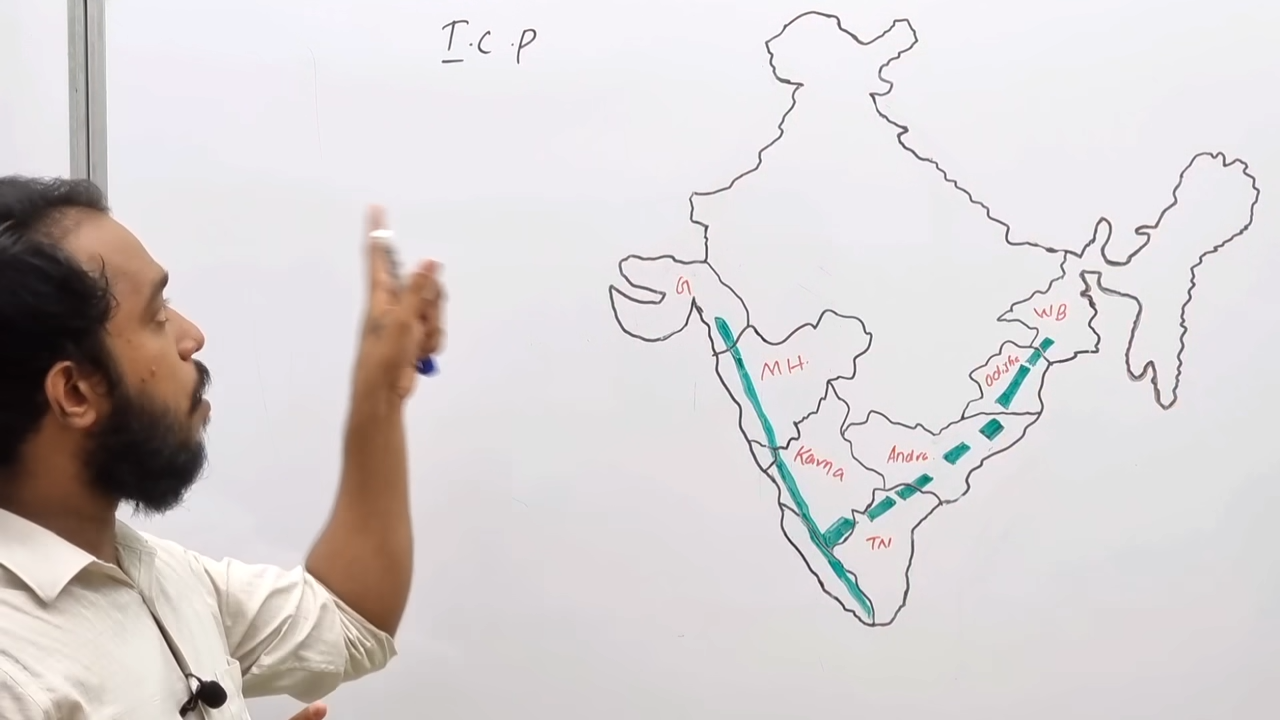 I.C.P
G
WB
MH.
Odisha
Karna
Andra.
TN